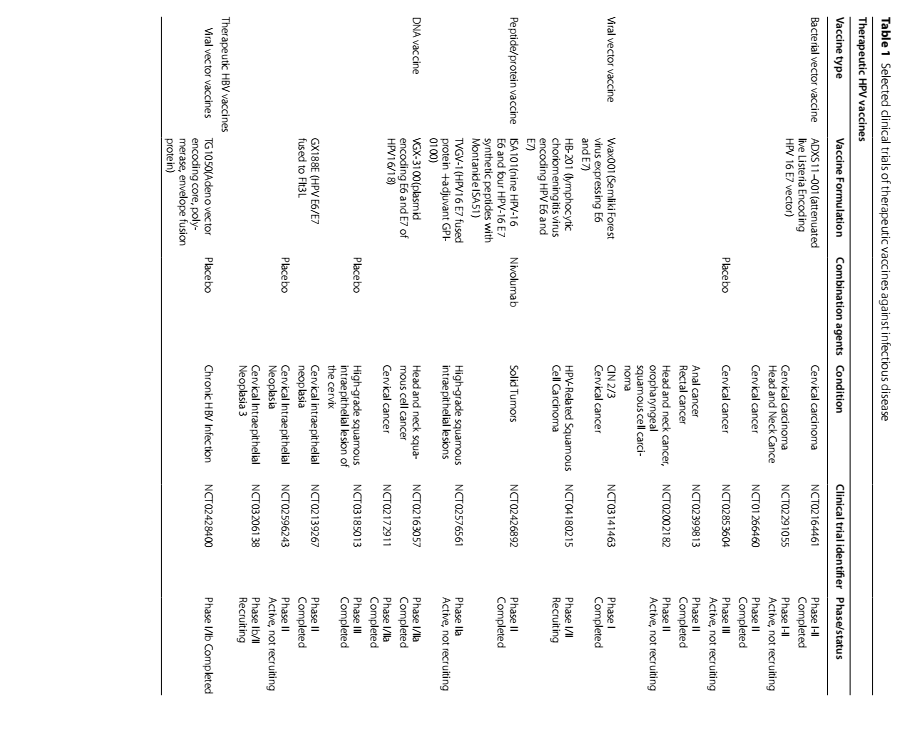 Table 1 Selected clinical trials of therapeutic vaccines against infectious disease
Therapeutic HPV vaccines
Vaccine type Vaccine Formulation Combination agents Condition Clinical trial identifier Phase/status
Bacterial vector vaccine ADXS11–001(attenuated Cervical carcinoma NCT02164461 Phase I-II
live Listeria Encoding Completed
HPV 16 E7 vector) Cervical carcinoma NCT02291055 Phase I-II
Head and Neck Cance Active, not recruiting
Cervical cancer NCT01266460 Phase II
Completed
Placebo Cervical cancer NCT02853604 Phase III
Active, not recruiting
Anal cancer NCT02399813 Phase II
Rectal cancer Completed
Head and neck cancer, NCT02002182 Phase II
oropharyngeal Active, not recruiting
squamous cell carci-
noma
Viral vector vaccine Vvax001(Semliki Forest CIN 2/3 NCT03141463 Phase I
virus expressing E6 Cervical cancer Completed
and E7)
HB-201 (lymphocytic HPV-Related Squamous NCT04180215 Phase I/II
choriomeningitis virus Cell Carcinoma Recruiting
encoding HPV E6 and
E7)
Peptide/protein vaccine ISA101(nine HPV-16 Nivolumab Solid Tumors NCT02426892 Phase II
E6 and four HPV-16 E7 Completed
synthetic peptides with
Montanide ISA51)
TVGV-1(HPV16 E7 fused High-grade squamous NCT02576561 Phase IIa
protein +adjuvant GPI- intraepithelial lesions Active, not recruiting
0100)
DNA vaccine VGX-3100(plasmid Head and neck squa- NCT02163057 Phase I/IIa
encoding E6 and E7 of mous cell cancer Completed
HPV16/18) Cervical cancer NCT02172911 Phase I/IIa
Completed
Placebo High-grade squamous NCT03185013 Phase III
intraepithelial lesion of Completed
the cervix
GX188E (HPV E6/E7 Cervical intraepithelial NCT02139267 Phase II
fused to Flt3L neoplasia Completed
Placebo Cervical Intraepithelial NCT02596243 Phase II
Neoplasia Active, not recruiting
Cervical Intraepithelial NCT03206138 Phase Ib/II
Neoplasia 3 Recruiting
Therapeutic HBV vaccines
Viral vector vaccines TG1050(Adeno vector Placebo Chronic HBV Infection NCT02428400 Phase I/Ib Completed
encoding core, poly-
merase, envelope fusion
protein)